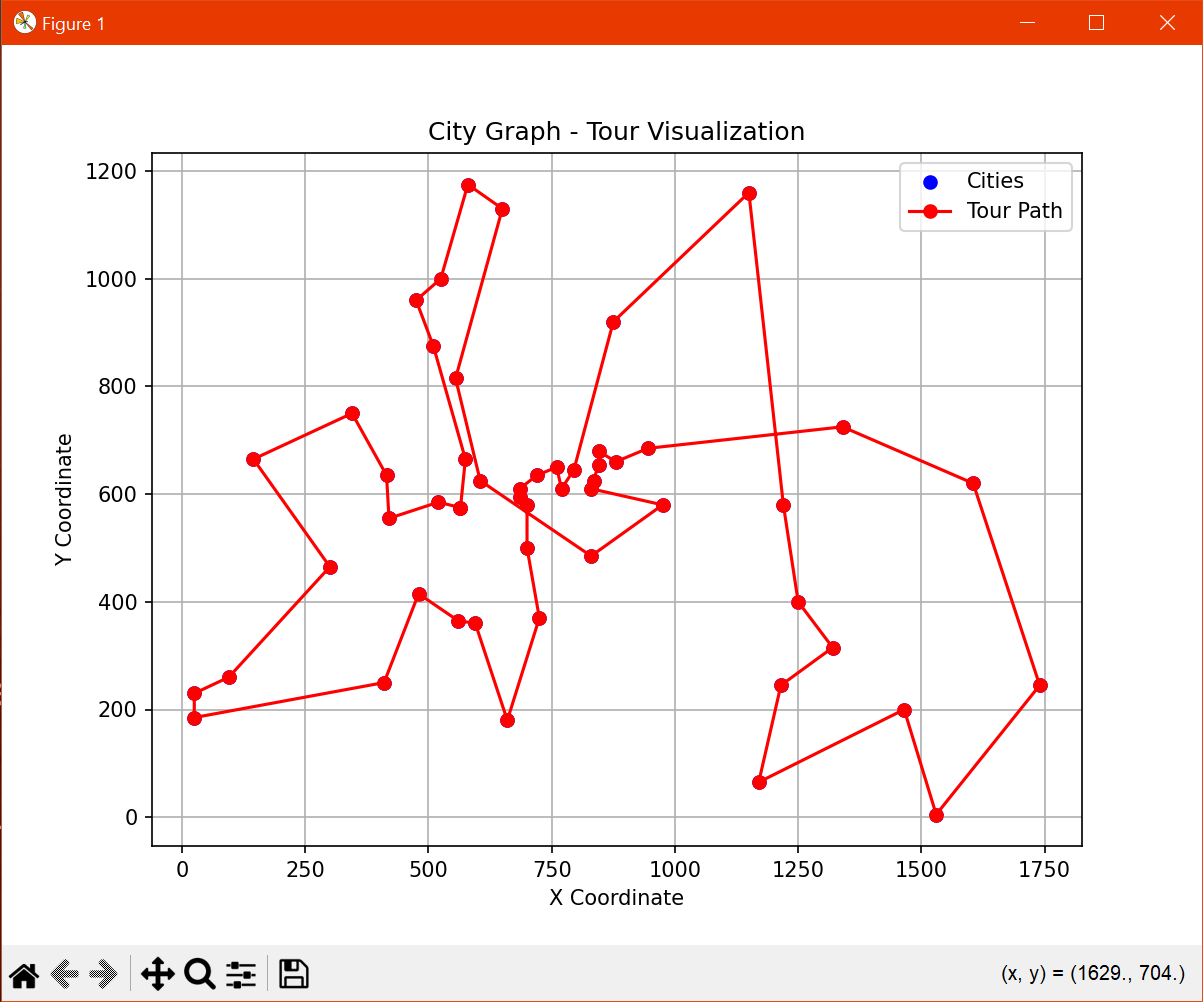 Figure 1
City Graph - Tour Visualization
1200
1000
800
600
400
200
0
Y Coordinate
Cities
Tour Path
0 250 500 750 1000 1250 1500 1750
X Coordinate
(x, y) = (1629., 704.)